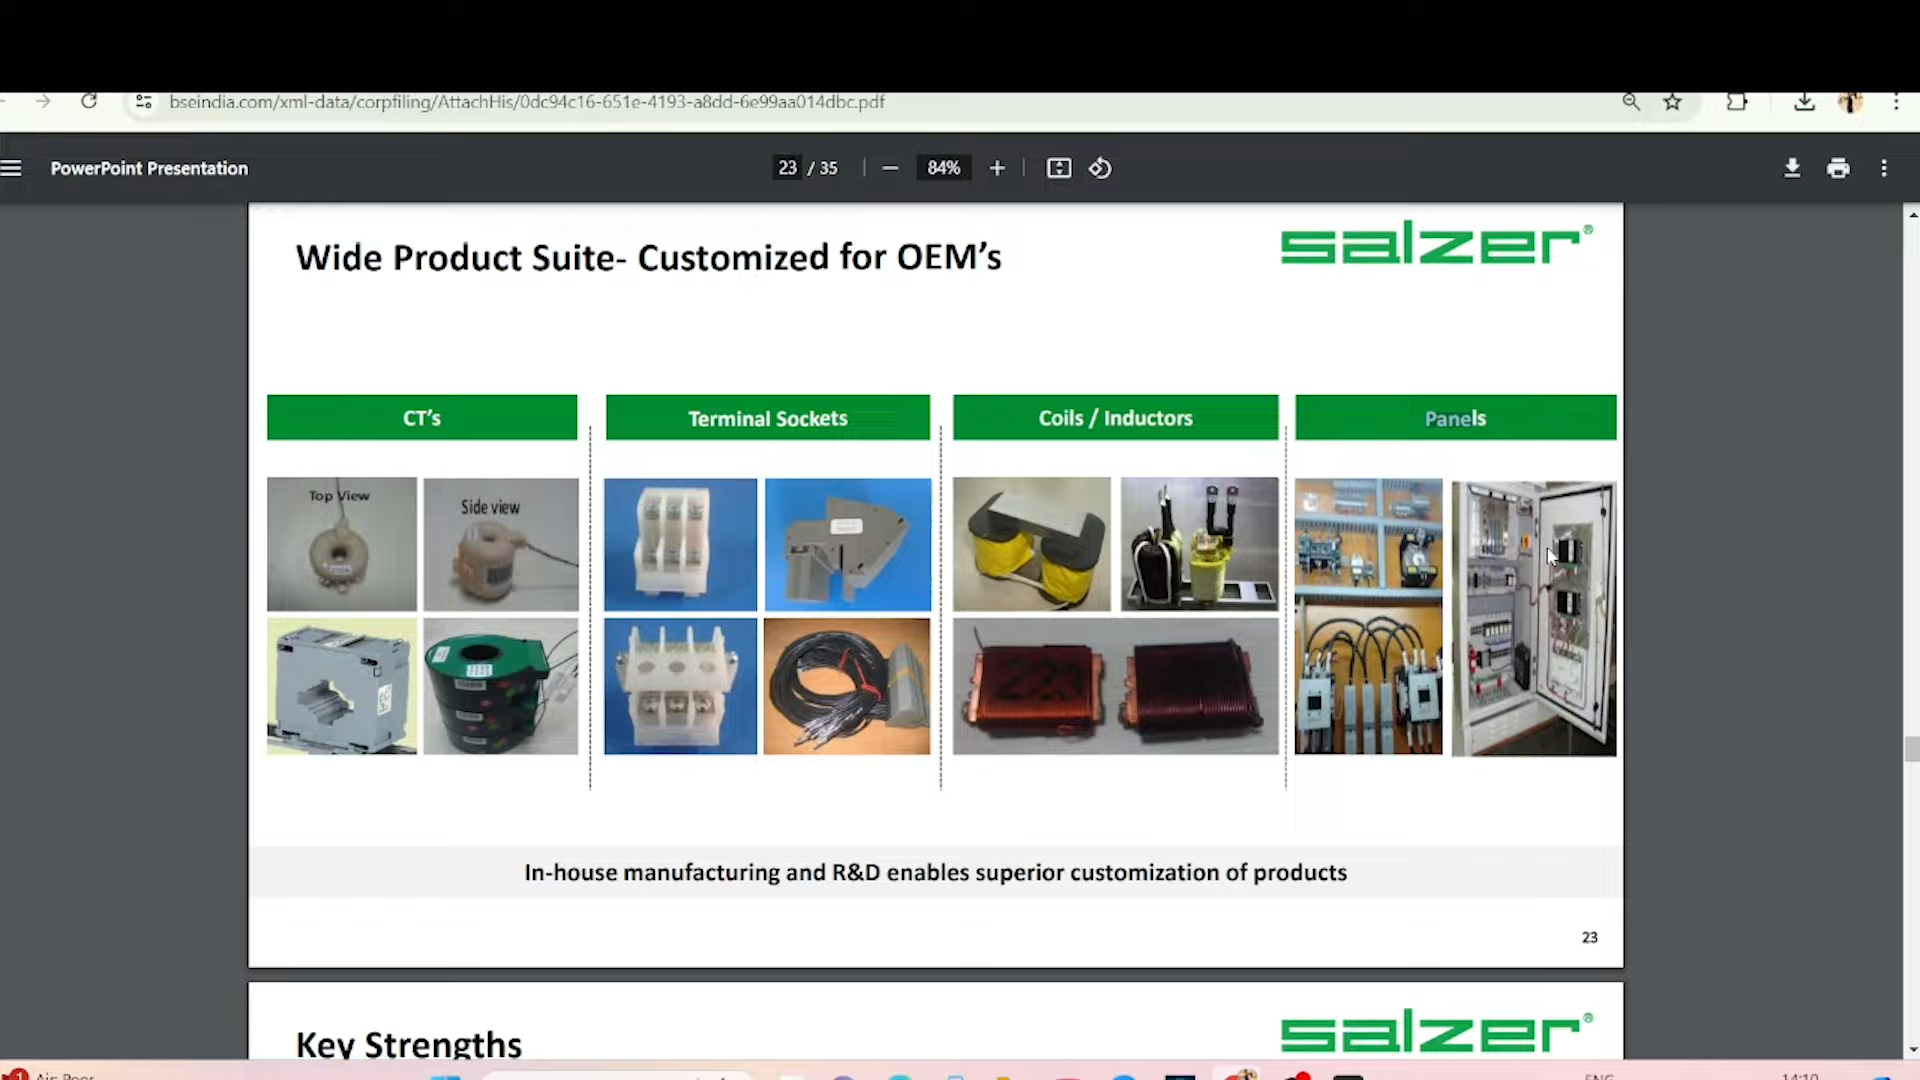 bseindia.com/xml-data/corpfiling/AttachHis/0dc94c16-651e-4193-a8dd-6e99aa014dbc.pdf
PowerPoint Presentation
23 / 35
84%
Wide Product Suite- Customized for OEM's
salzer®
CT's
Terminal Sockets
Coils / Inductors
Panels
Top View
Side view
223
In-house manufacturing and R&D enables superior customization of products
23
Key Strengths
salzer®
1